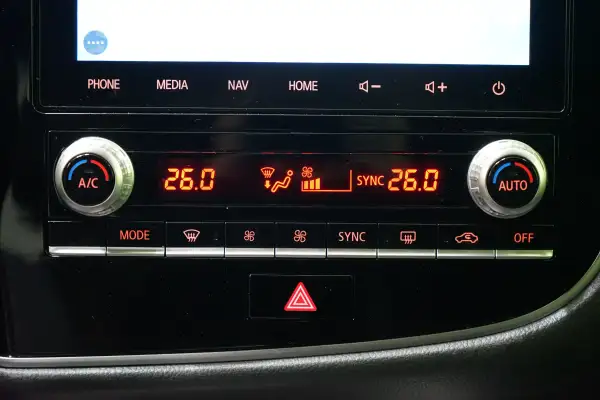 PHONE MEDIA NAV HOME
26.0 SYNC 26.0
A/C AUTO
MODE SYNC OFF